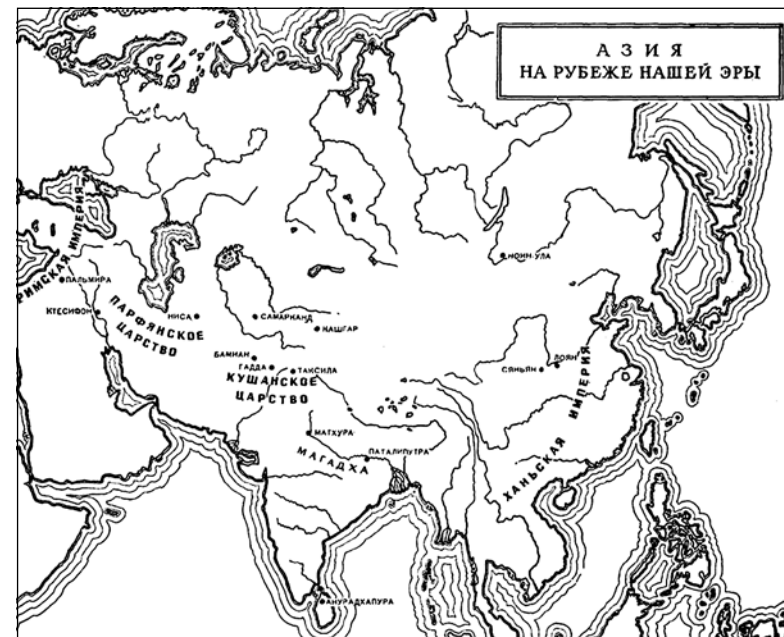 АЗИЯ
НА РУБЕЖЕ НАШЕЙ ЭРЫ
РИМСКАЯ ИМПЕРИЯ
НОИН-УЛА
ПАЛЬМИРА
КТЕСИФОН
ПАРФЯНСКОЕ
ЦАРСТВО
НИСА
САМАРКАНД
КАШГАР
БАМИАН
ГАДДА
ТАКСИЛА
КУШАНСКОЕ
ЦАРСТВО
ЛОЯН
СЯНЬЯН
ХАНЬСКАЯ ИМПЕРИЯ
МАТХУРА
МАГАДХА
ПАТАЛИПУТРА
АНУРАДХАПУРА